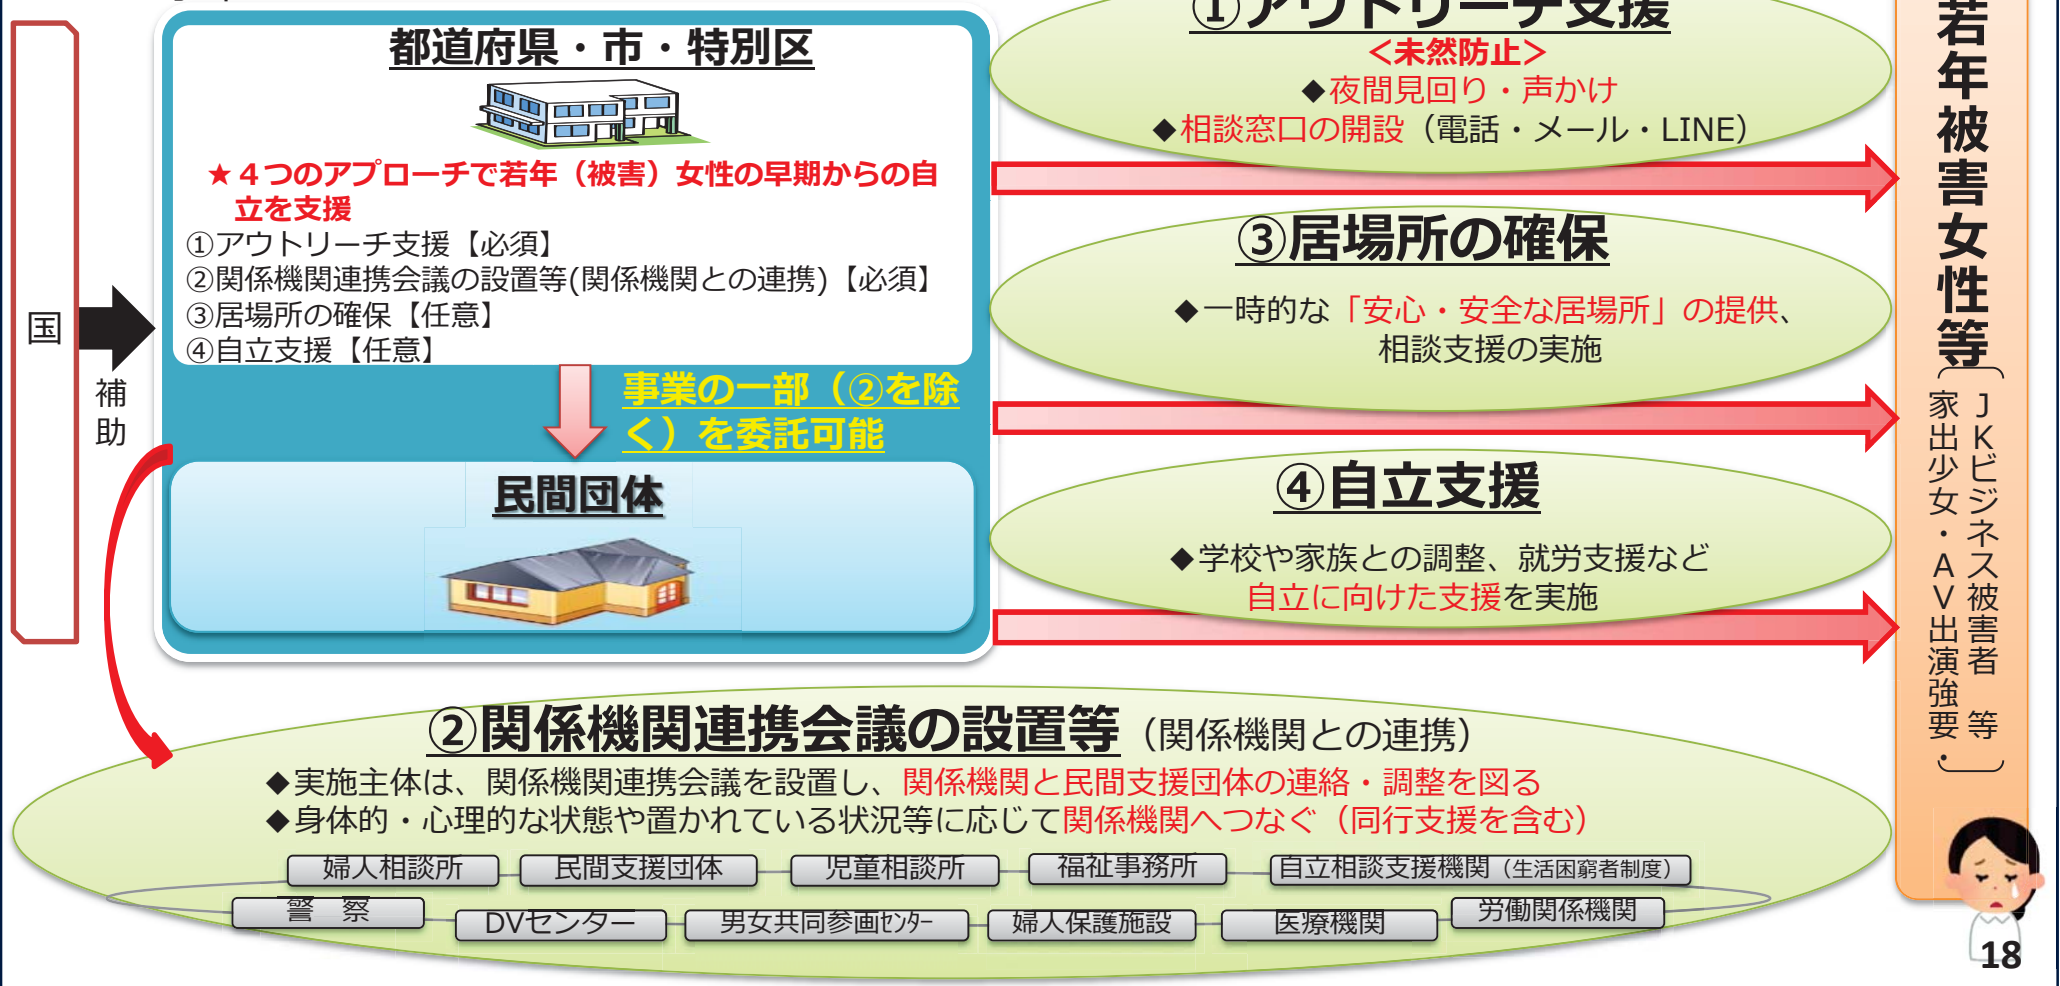 国
補助
都道府県・市・特別区
★４つのアプローチで若年（被害）女性の早期からの自
立を支援
①アウトリーチ支援【必須】
②関係機関連携会議の設置等(関係機関との連携)【必須】
③居場所の確保【任意】
④自立支援【任意】
事業の一部（②を除
く）を委託可能
民間団体
①アウトリーチ支援
＜未然防止＞
◆夜間見回り・声かけ
◆相談窓口の開設（電話・メール・LINE）
③居場所の確保
◆一時的な「安心・安全な居場所」の提供、
相談支援の実施
④自立支援
◆学校や家族との調整、就労支援など
自立に向けた支援を実施
若年被害女性等
ＪＫビジネス被害者　等
家出少女・ＡＶ出演強要・
②関係機関連携会議の設置等（関係機関との連携）
◆実施主体は、関係機関連携会議を設置し、関係機関と民間支援団体の連絡・調整を図る
◆身体的・心理的な状態や置かれている状況等に応じて関係機関へつなぐ（同行支援を含む）
婦人相談所
民間支援団体
児童相談所
福祉事務所
自立相談支援機関（生活困窮者制度）
警　察
DVセンター
男女共同参画ｾﾝﾀｰ
婦人保護施設
医療機関
労働関係機関
18